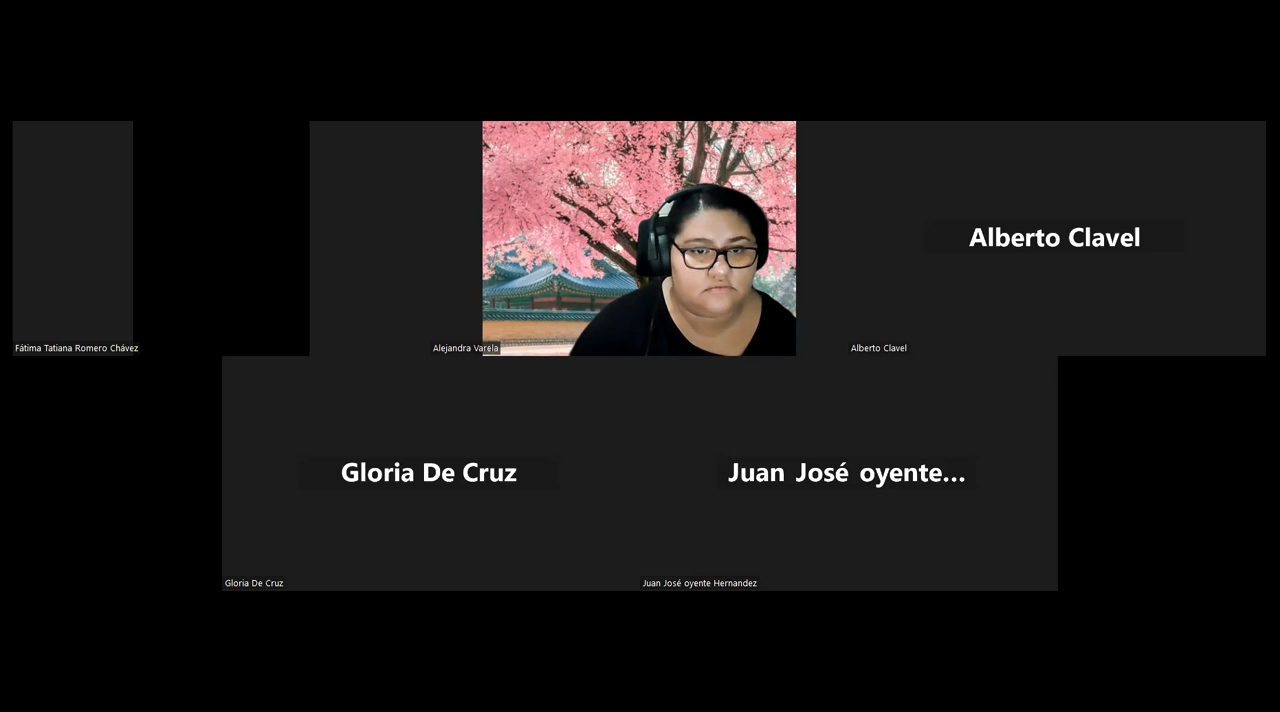 Alberto Clavel
Fátima Tatiana Romero Chávez
Alejandra Varela
Alberto Clavel
Gloria De Cruz
Juan José oyente...
Gloria De Cruz
Juan José oyente Hernandez